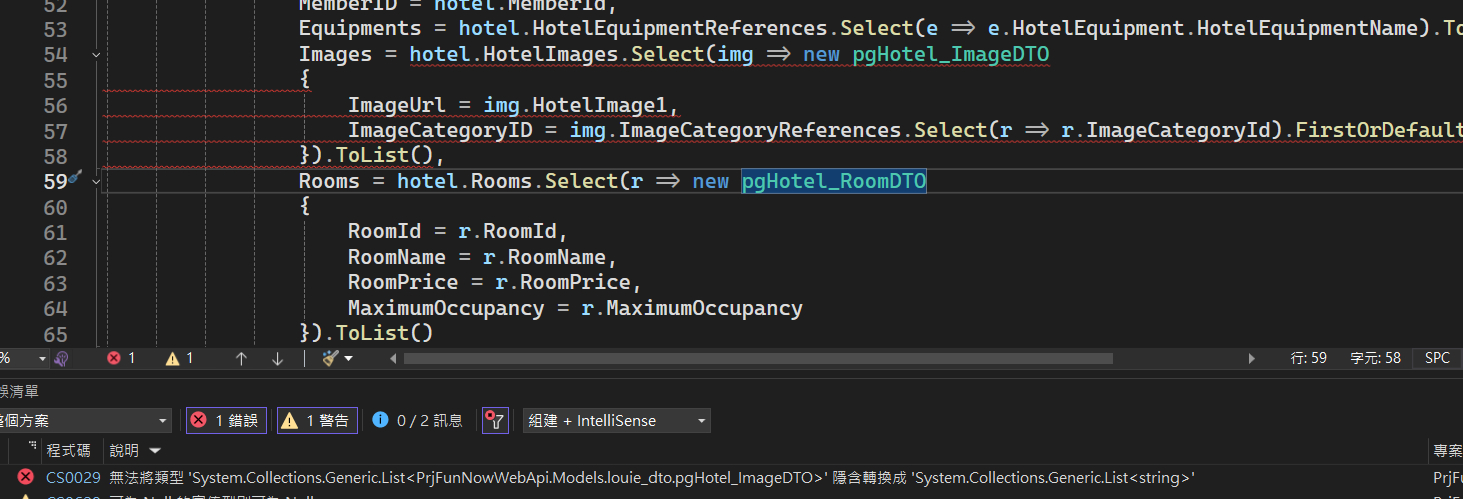 52 MemberID = hotel.MemberId,
53 Equipments = hotel.HotelEquipmentReferences.Select(e => e.HotelEquipment.HotelEquipmentName).To
54 Images = hotel.HotelImages.Select(img => new pgHotel_ImageDTO
55 {
56 ImageUrl = img.HotelImage1,
57 ImageCategoryID = img.ImageCategoryReferences.Select(r => r.ImageCategoryId).FirstOrDefault
58 }).ToList(),
59 Rooms = hotel.Rooms.Select(r => new pgHotel_RoomDTO
60 {
61 RoomId = r.RoomId,
62 RoomName = r.RoomName,
63 RoomPrice = r.RoomPrice,
64 MaximumOccupancy = r.MaximumOccupancy
65 }).ToList()
% 1 1 行: 59 字元: 58 SPC
誤清單
整個方案 1 錯誤 1 警告 0 / 2 訊息 組建 + IntelliSense
程式碼 說明 專案
CS0029 無法將類型 'System.Collections.Generic.List<PrjFunNowWebApi.Models.louie_dto.pgHotel_ImageDTO>' 隱含轉換成 'System.Collections.Generic.List<string>' PrjF